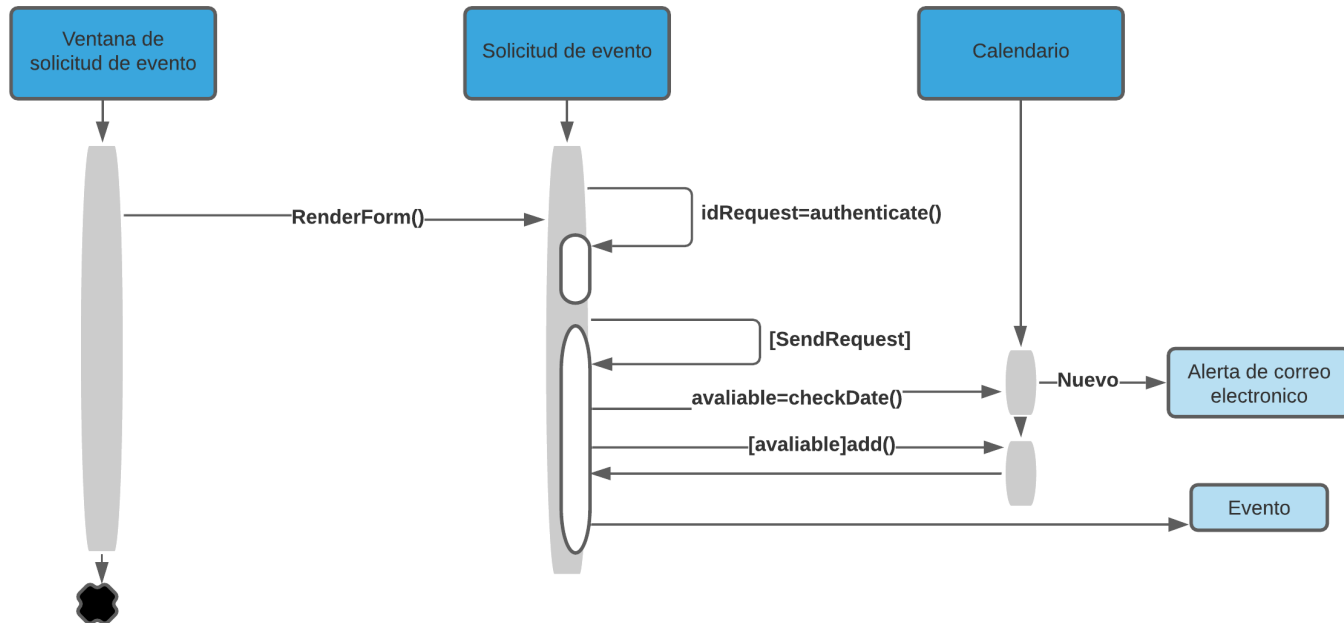 Ventana de
solicitud de evento
Solicitud de evento
Calendario
RenderForm()
idRequest=authenticate()
[SendRequest]
avaliable=checkDate()
Nuevo
Alerta de correo
electronico
[avaliable]add()
Evento